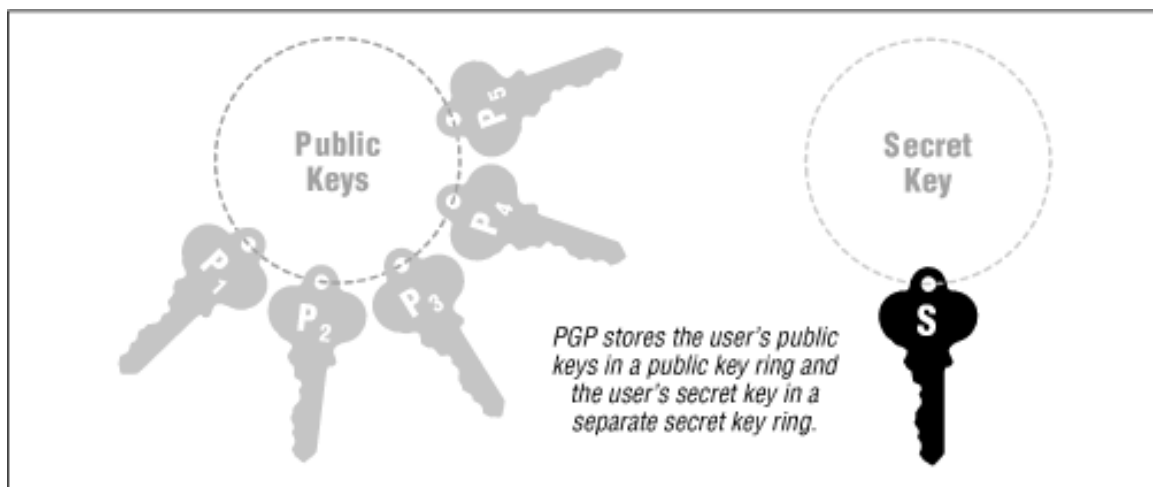 Public
Keys
P5
P4
P1
P2
P3
Secret
Key
S
PGP stores the user's public
keys in a public key ring and
the user's secret key in a
separate secret key ring.